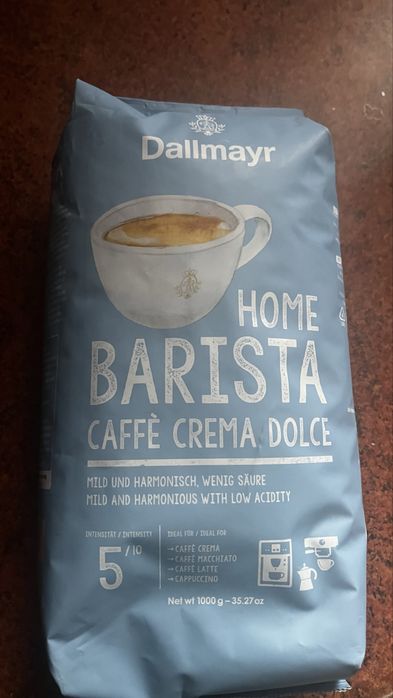 Dallmayr
HOME
BARISTA
CAFFÈ CREMA DOLCE
MILD UND HARMONISCH, WENIG SÄURE
MILD AND HARMONIOUS WITH LOW ACIDITY
INTENSITÄT / INTENSITY
5/10
IDEAL FÜR / IDEAL FOR
→ CAFFÈ CREMA
→ CAFFÈ MACCHIATO
→ CAFFÈ LATTE
→ CAPPUCCINO
Net wt 1000 g – 35.27 oz